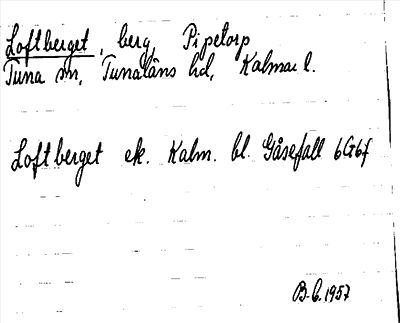 Loftberget, berg, Pipetorp
Tuna sn, Tunaläns hd, Kalmar l.
Loftberget ek. Kalm. bl. Gåsefall 6G6f
B-G. 1957